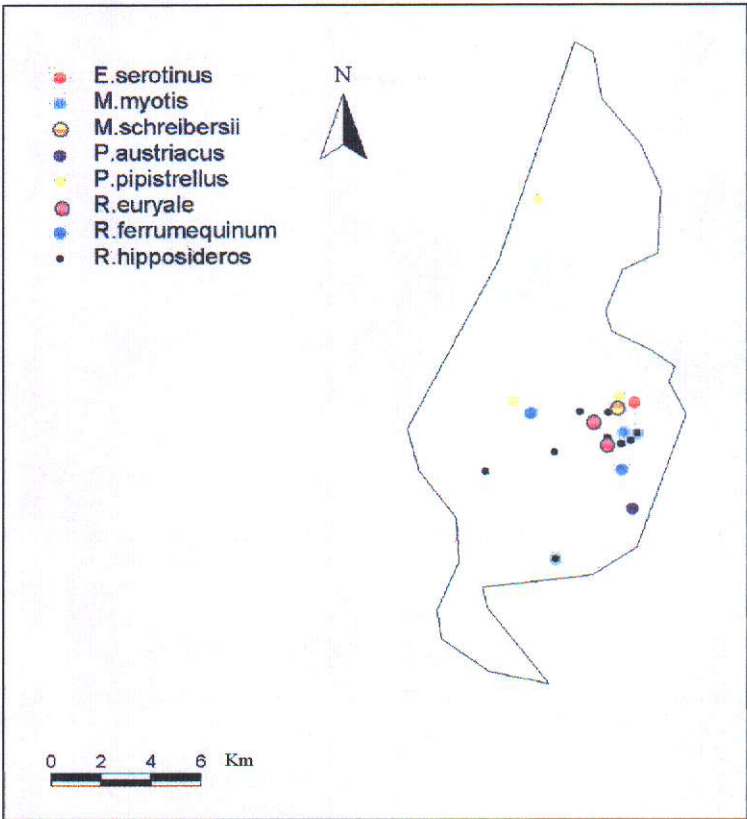 N
E.serotinus
M.myotis
M.schreibersii
P.austriacus
P.pipistrellus
R.euryale
R.ferrumequinum
R.hipposideros
0 2 4 6 Km